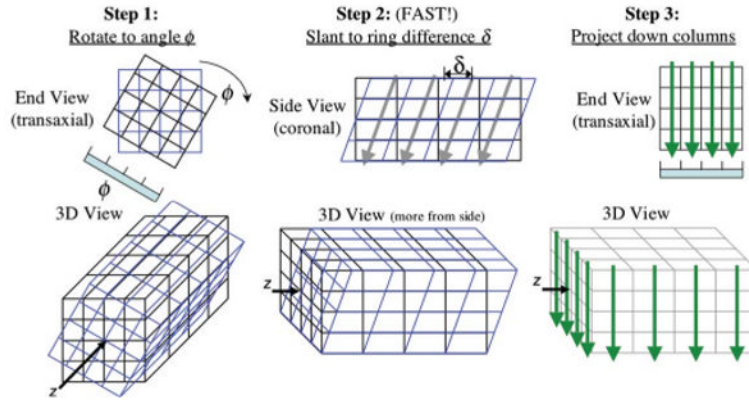 Step 1:
Rotate to angle ϕ
End View
(transaxial)
ϕ
ϕ
3D View
z
Step 2: (FAST!)
Slant to ring difference δ
δ
Side View
(coronal)
3D View (more from side)
z
Step 3:
Project down columns
End View
(transaxial)
3D View
z